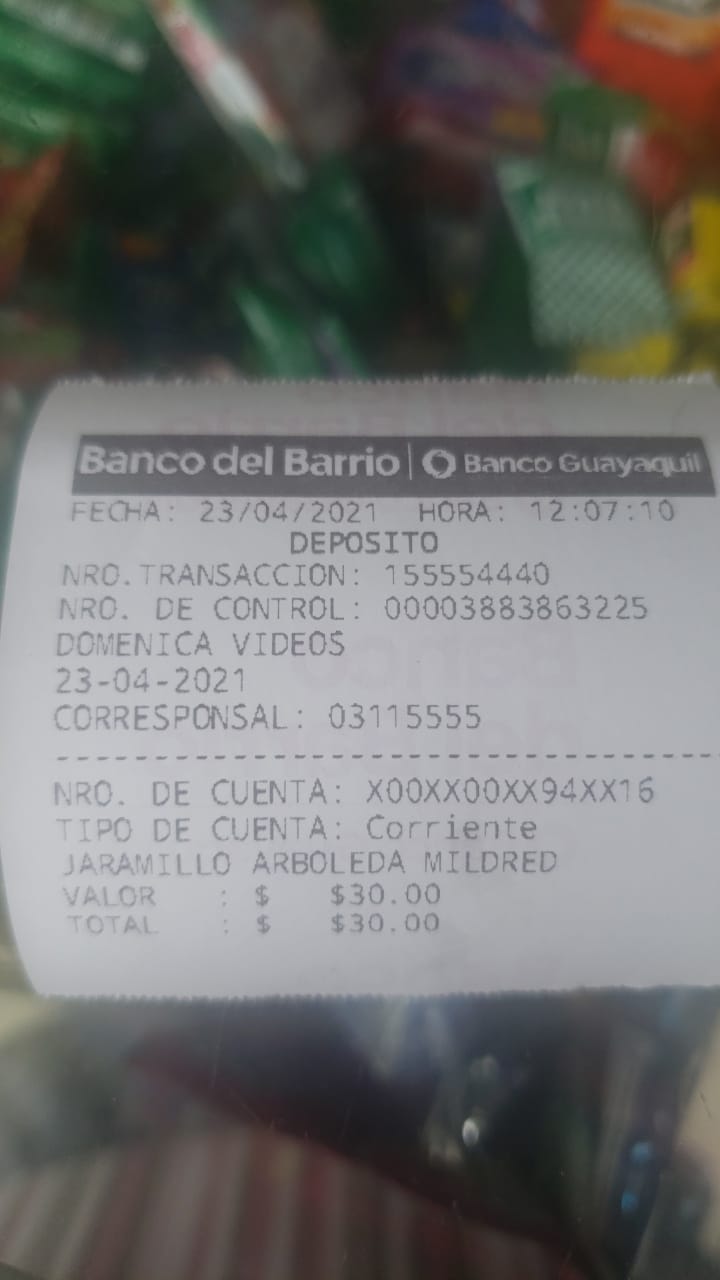 Banco del Barrio | Banco Guayaquil
FECHA: 23/04/2021 HORA: 12:07:10
DEPOSITO
NRO.TRANSACCION: 155554440
NRO. DE CONTROL: 00003883863225
DOMENICA VIDEOS
23-04-2021
CORRESPONSAL: 03115555
NRO. DE CUENTA: X00XX00XX94XX16
TIPO DE CUENTA: Corriente
JARAMILLO ARBOLEDA MILDRED
VALOR : $ $30.00
TOTAL : $ $30.00